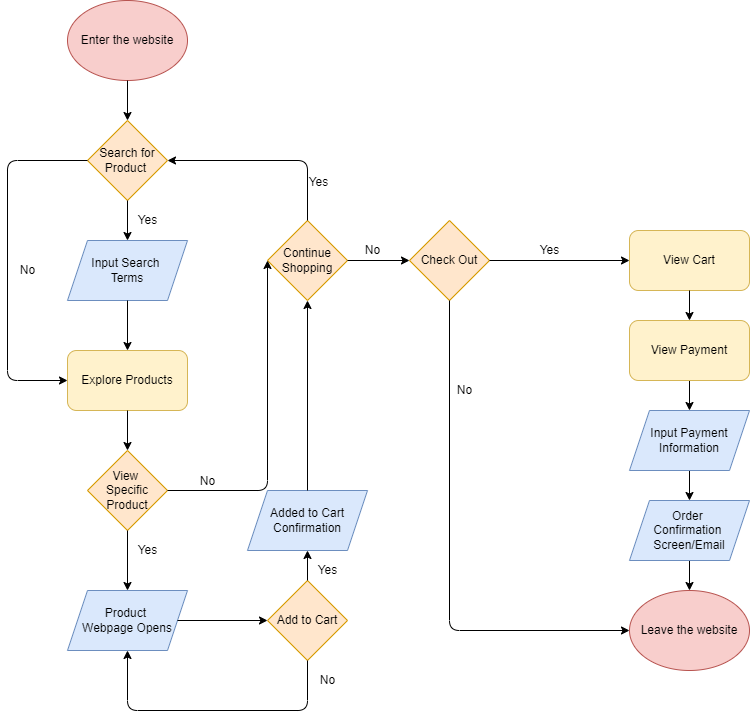 Enter the website
Search for
Product
Yes
No
Input Search
Terms
Explore Products
View
Specific
Product
No
Yes
Product
Webpage Opens
Add to Cart
No
Yes
Added to Cart
Confirmation
Continue
Shopping
Yes
No
Check Out
Yes
No
View Cart
View Payment
Input Payment
Information
Order
Confirmation
Screen/Email
Leave the website